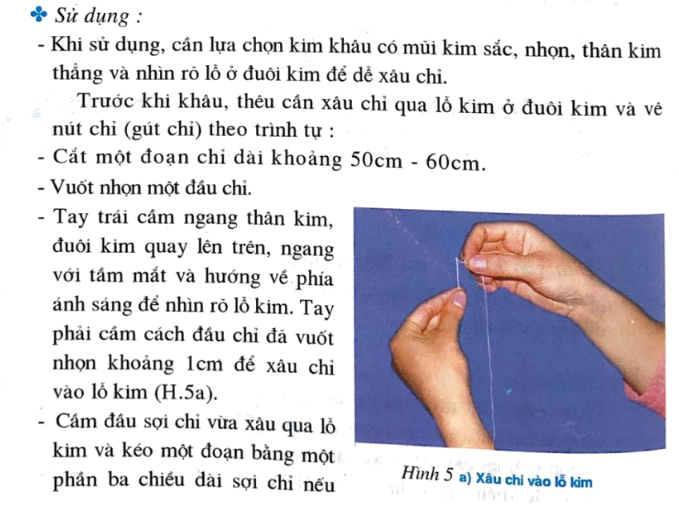 ✤ Sử dụng :
- Khi sử dụng, cần lựa chọn kim khâu có mũi kim sắc, nhọn, thân kim
thẳng và nhìn rõ lỗ ở đuôi kim để dễ xâu chỉ.
Trước khi khâu, thêu cần xâu chỉ qua lỗ kim ở đuôi kim và vê
nút chỉ (gút chỉ) theo trình tự :
- Cắt một đoạn chỉ dài khoảng 50cm - 60cm.
- Vuốt nhọn một đầu chỉ.
- Tay trái cầm ngang thân kim,
đuôi kim quay lên trên, ngang
với tầm mắt và hướng về phía
ánh sáng để nhìn rõ lỗ kim. Tay
phải cầm cách đầu chỉ đã vuốt
nhọn khoảng 1cm để xâu chỉ
vào lỗ kim (H.5a).
- Cầm đầu sợi chỉ vừa xâu qua lỗ
kim và kéo một đoạn bằng một
phần ba chiều dài sợi chỉ nếu
Hình 5 a) Xâu chỉ vào lỗ kim